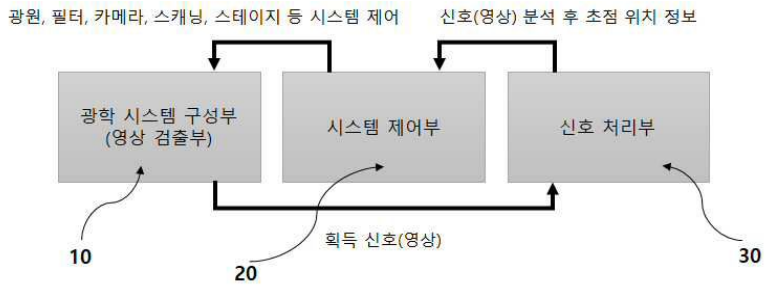 광원, 필터, 카메라, 스캐닝, 스테이지 등 시스템 제어
신호(영상) 분석 후 초점 위치 정보
광학 시스템 구성부
(영상 검출부)
시스템 제어부
신호 처리부
획득 신호(영상)
10
20
30